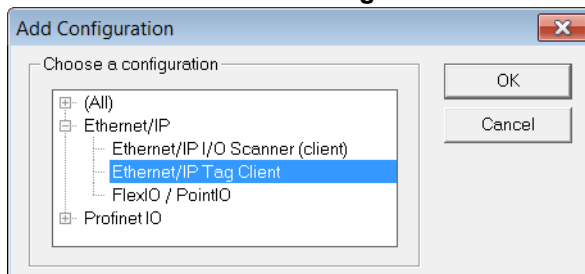 Add Configuration
Choose a configuration
OK
(All)
Ethernet/IP
Cancel
Ethernet/IP I/O Scanner (client)
Ethernet/IP Tag Client
FlexIO / PointIO
Profinet IO